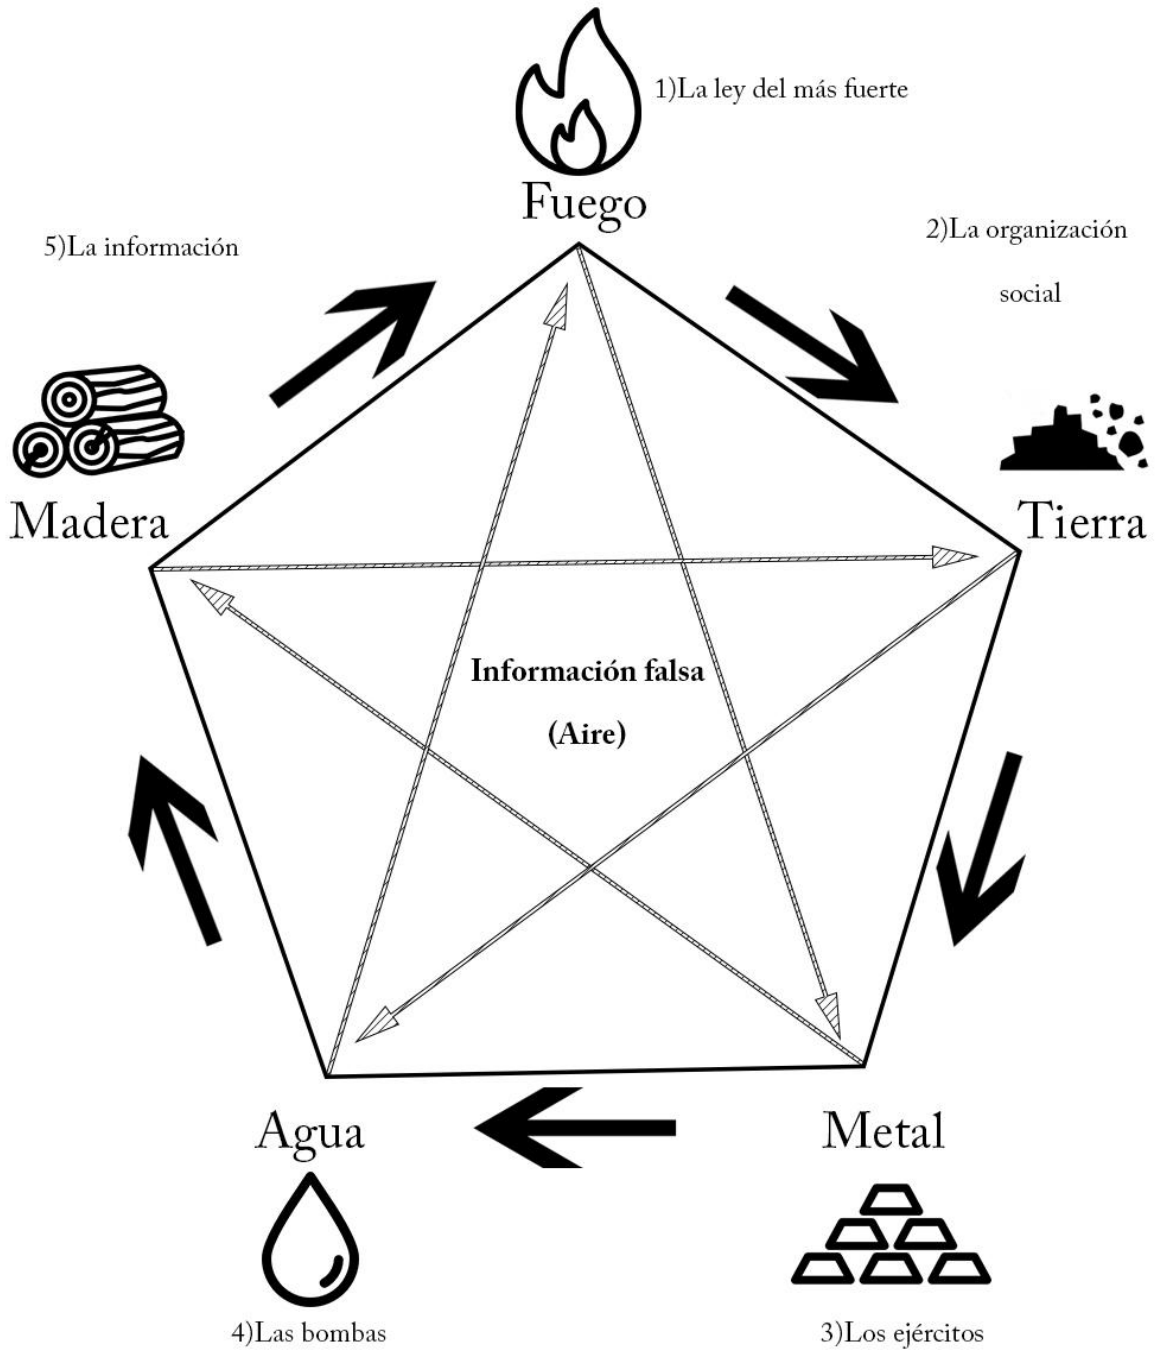 1)La ley del más fuerte
Fuego
5)La información
2)La organización
social
Madera
Tierra
Información falsa
(Aire)
Agua
Metal
4)Las bombas
3)Los ejércitos